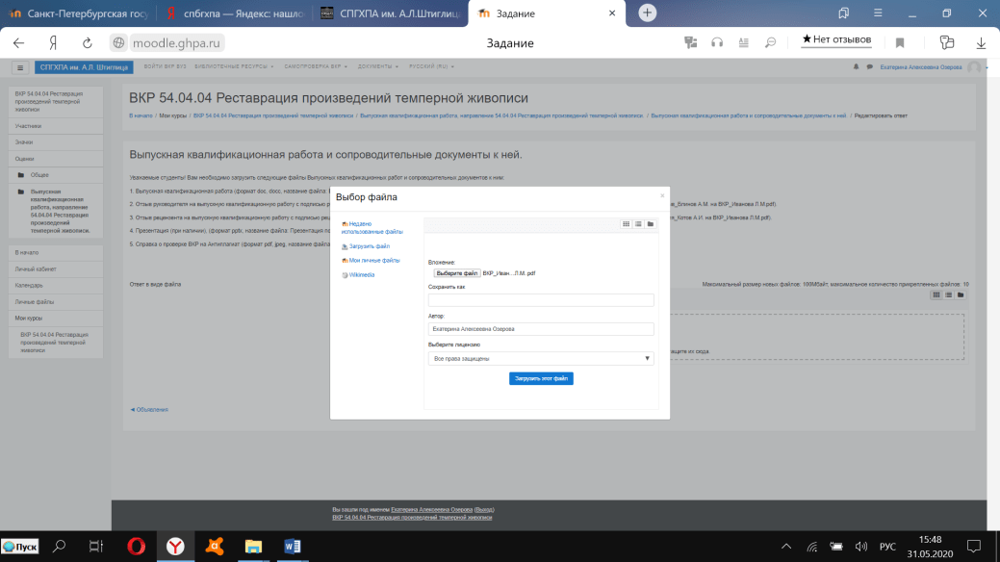 Санкт-Петербургская госу
спбгхпа — Яндекс: нашло
СПГХПА им. А.Л.Штиглиц
Задание
moodle.ghpa.ru
Задание
★ Нет отзывов
СПГХПА им. А.Л. Штиглица
ВОЙТИ ВКР ВУЗ
БИБЛИОТЕЧНЫЕ РЕСУРСЫ
САМОПРОВЕРКА ВКР
ДОКУМЕНТЫ
РУССКИЙ (RU)
Екатерина Алексеевна Озерова
ВКР 54.04.04 Реставрация
произведений темперной
живописи
Участники
Значки
Оценки
Общее
Выпускная
квалификационная
работа, направление
54.04.04 Реставрация
произведений
темперной живописи.
В начало
Личный кабинет
Календарь
Личные файлы
Мои курсы
ВКР 54.04.04 Реставрация
произведений темперной
живописи
ВКР 54.04.04 Реставрация произведений темперной живописи
В начало / Мои курсы / ВКР 54.04.04 Реставрация произведений темперной живописи / Выпускная квалификационная работа, направление 54.04.04 Реставрация произведений темперной живописи. / Выпускная квалификационная работа и сопроводительные документы к ней. / Редактировать ответ
Выпускная квалификационная работа и сопроводительные документы к ней.
Уважаемые студенты! Вам необходимо загрузить следующие файлы Выпускных квалификационных работ и сопроводительных документов к ним:
1. Выпускная квалификационная работа (формат doc, docx, название файла:
2. Отзыв руководителя на выпускную квалификационную работу с подписью р
в_Блинов А.М. на ВКР_Иванова Л.М.pdf)
3. Отзыв рецензента на выпускную квалификационную работу с подписью рец
_Котов А.И. на ВКР_Иванова Л.М.pdf)
4. Презентация (при наличии), (формат pptx, название файла: Презентация по
5. Справка о проверке ВКР на Антиплагиат (формат pdf, jpeg, название файла
Ответ в виде файла
Максимальный размер новых файлов: 100Мбайт, максимальное количество прикрепленных файлов: 10
ащите их сюда
◄ Объявления
Выбор файла
×
Недавно
использованные файлы
Загрузить файл
Мои личные файлы
Wikimedia
Вложение:
Выберите файл ВКР_Иван...Л.М..pdf
Сохранить как
Автор:
Екатерина Алексеевна Озерова
Выберите лицензию
Все права защищены
Загрузить этот файл
Вы зашли под именем Екатерина Алексеевна Озерова (Выход)
ВКР 54.04.04 Реставрация произведений темперной живописи
Пуск
РУС
15:48
31.05.2020